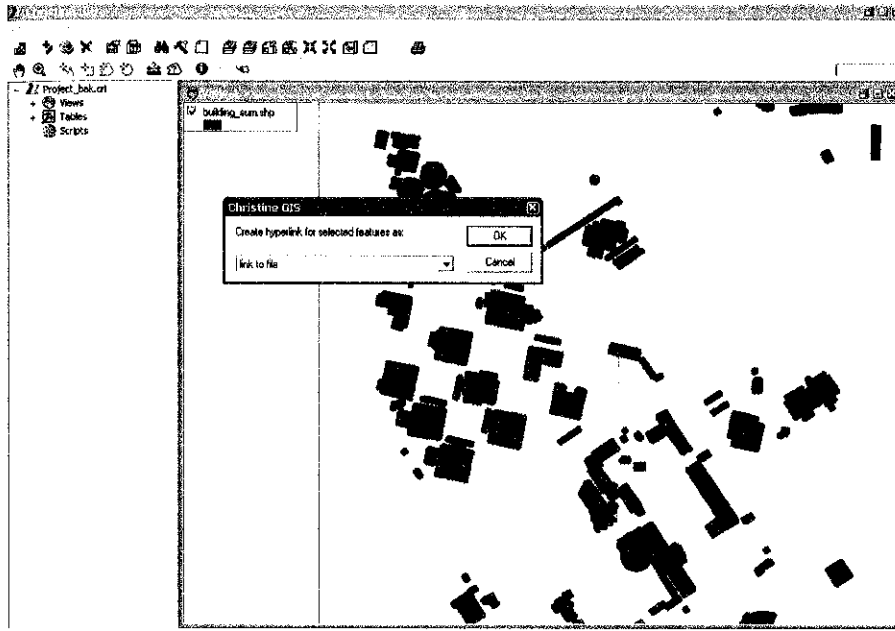 Project_bak.crl
Views
Tables
Scripts
building_sum.shp
Christine GIS
Create hyperlink for selected features as:
OK
link to file
Cancel